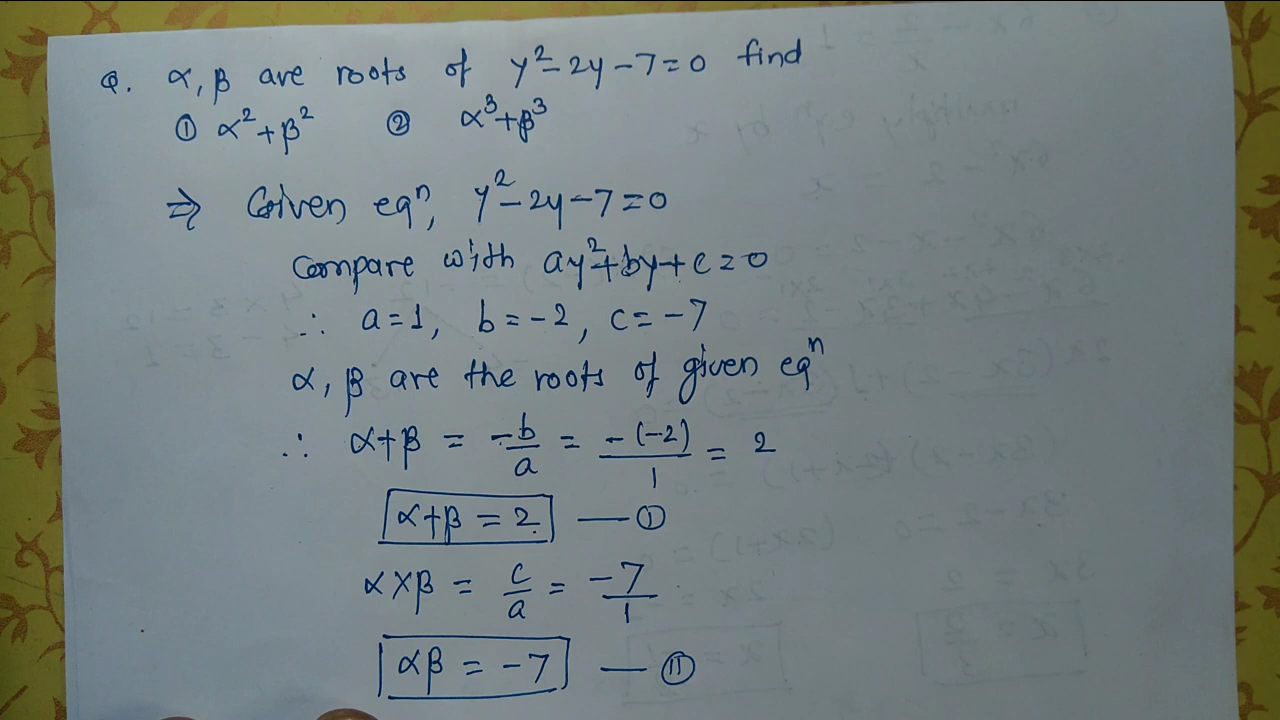 Q. α, β are roots of y²-2y-7=0 find
① α²+β² ② α³+β³
⇒ Given eqⁿ, y²-2y-7=0
Compare with ay²+by+c=0
∴ a=1, b=-2, c=-7
α, β are the roots of given eqⁿ
∴ α+β = -b/a = -(-2)/1 = 2
α+β = 2 — Ⓘ
α×β = c/a = -7/1
αβ = -7 — Ⓘ Ⓘ